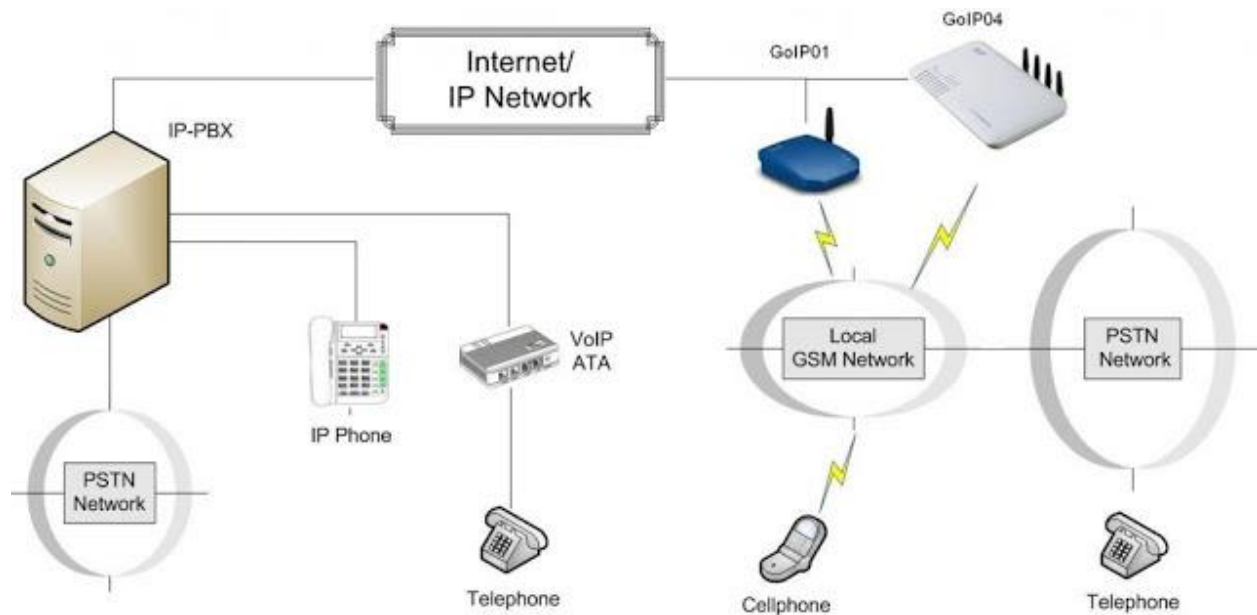 GoIP04
GoIP01
Internet/
IP Network
IP-PBX
VoIP
ATA
IP Phone
Local
GSM Network
PSTN
Network
PSTN
Network
Telephone
Cellphone
Telephone